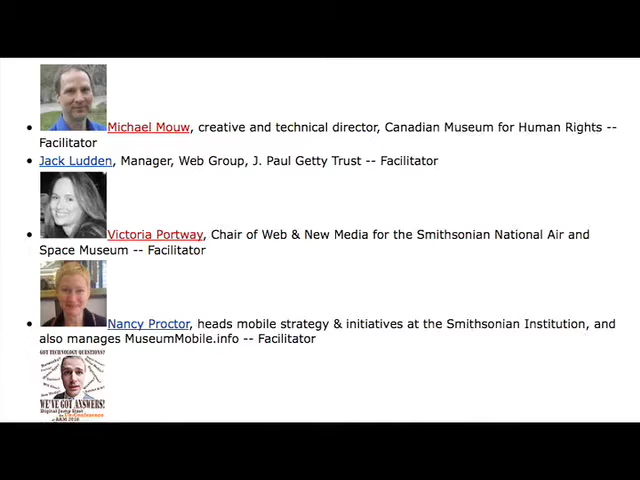 Michael Mouw, creative and technical director, Canadian Museum for Human Rights --
Facilitator
Jack Ludden, Manager, Web Group, J. Paul Getty Trust -- Facilitator
Victoria Portway, Chair of Web & New Media for the Smithsonian National Air and
Space Museum -- Facilitator
Nancy Proctor, heads mobile strategy & initiatives at the Smithsonian Institution, and
also manages MuseumMobile.info -- Facilitator
GOT TECHNOLOGY QUESTIONS?
WE'VE GOT ANSWERS!